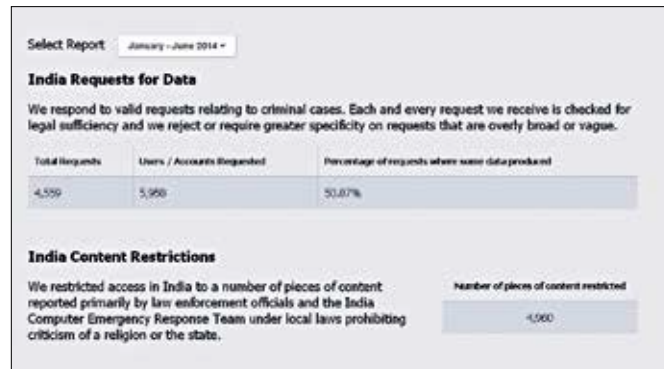 Select Report January - June 2014
India Requests for Data
We respond to valid requests relating to criminal cases. Each and every request we receive is checked for
legal sufficiency and we reject or require greater specificity on requests that are overly broad or vague.
Total Requests Users / Accounts Requested Percentage of requests where some data produced
4,559 5,958 50.87%
India Content Restrictions
We restricted access in India to a number of pieces of content
reported primarily by law enforcement officials and the India
Computer Emergency Response Team under local laws prohibiting
criticism of a religion or the state.
Number of pieces of content restricted
4,960